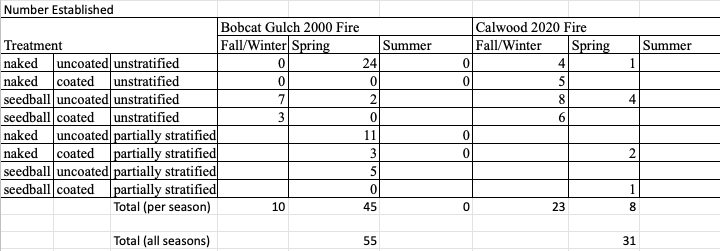 Number Established
Bobcat Gulch 2000 Fire Calwood 2020 Fire
Treatment Fall/Winter Spring Summer Fall/Winter Spring Summer
naked uncoated unstratified 0 24 0 4 1
naked coated unstratified 0 0 0 5
seedball uncoated unstratified 7 2 8 4
seedball coated unstratified 3 0 6
naked uncoated partially stratified 11 0
naked coated partially stratified 3 0 2
seedball uncoated partially stratified 5
seedball coated partially stratified 0 1
Total (per season) 10 45 0 23 8
Total (all seasons) 55 31